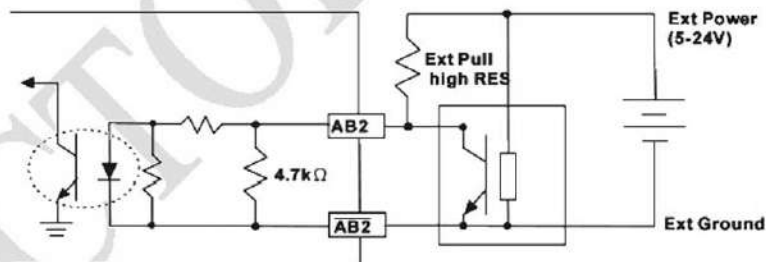 Ext Power
(5-24V)
Ext Pull
high RES
AB2
4.7kΩ
AB2
Ext Ground